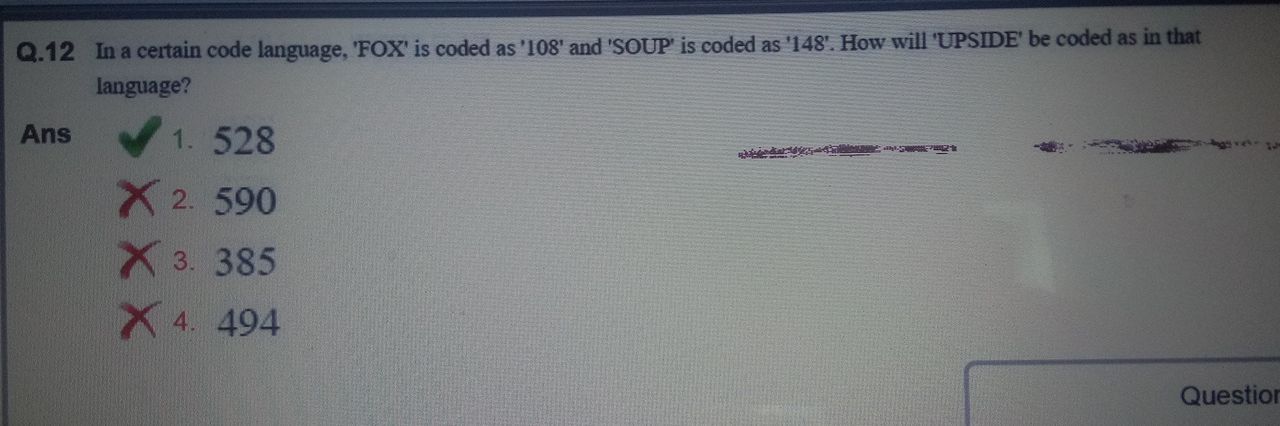 Q.12 In a certain code language, 'FOX' is coded as '108' and 'SOUP' is coded as '148'. How will 'UPSIDE' be coded as in that
language?
Ans 1. 528
2. 590
3. 385
4. 494
Question